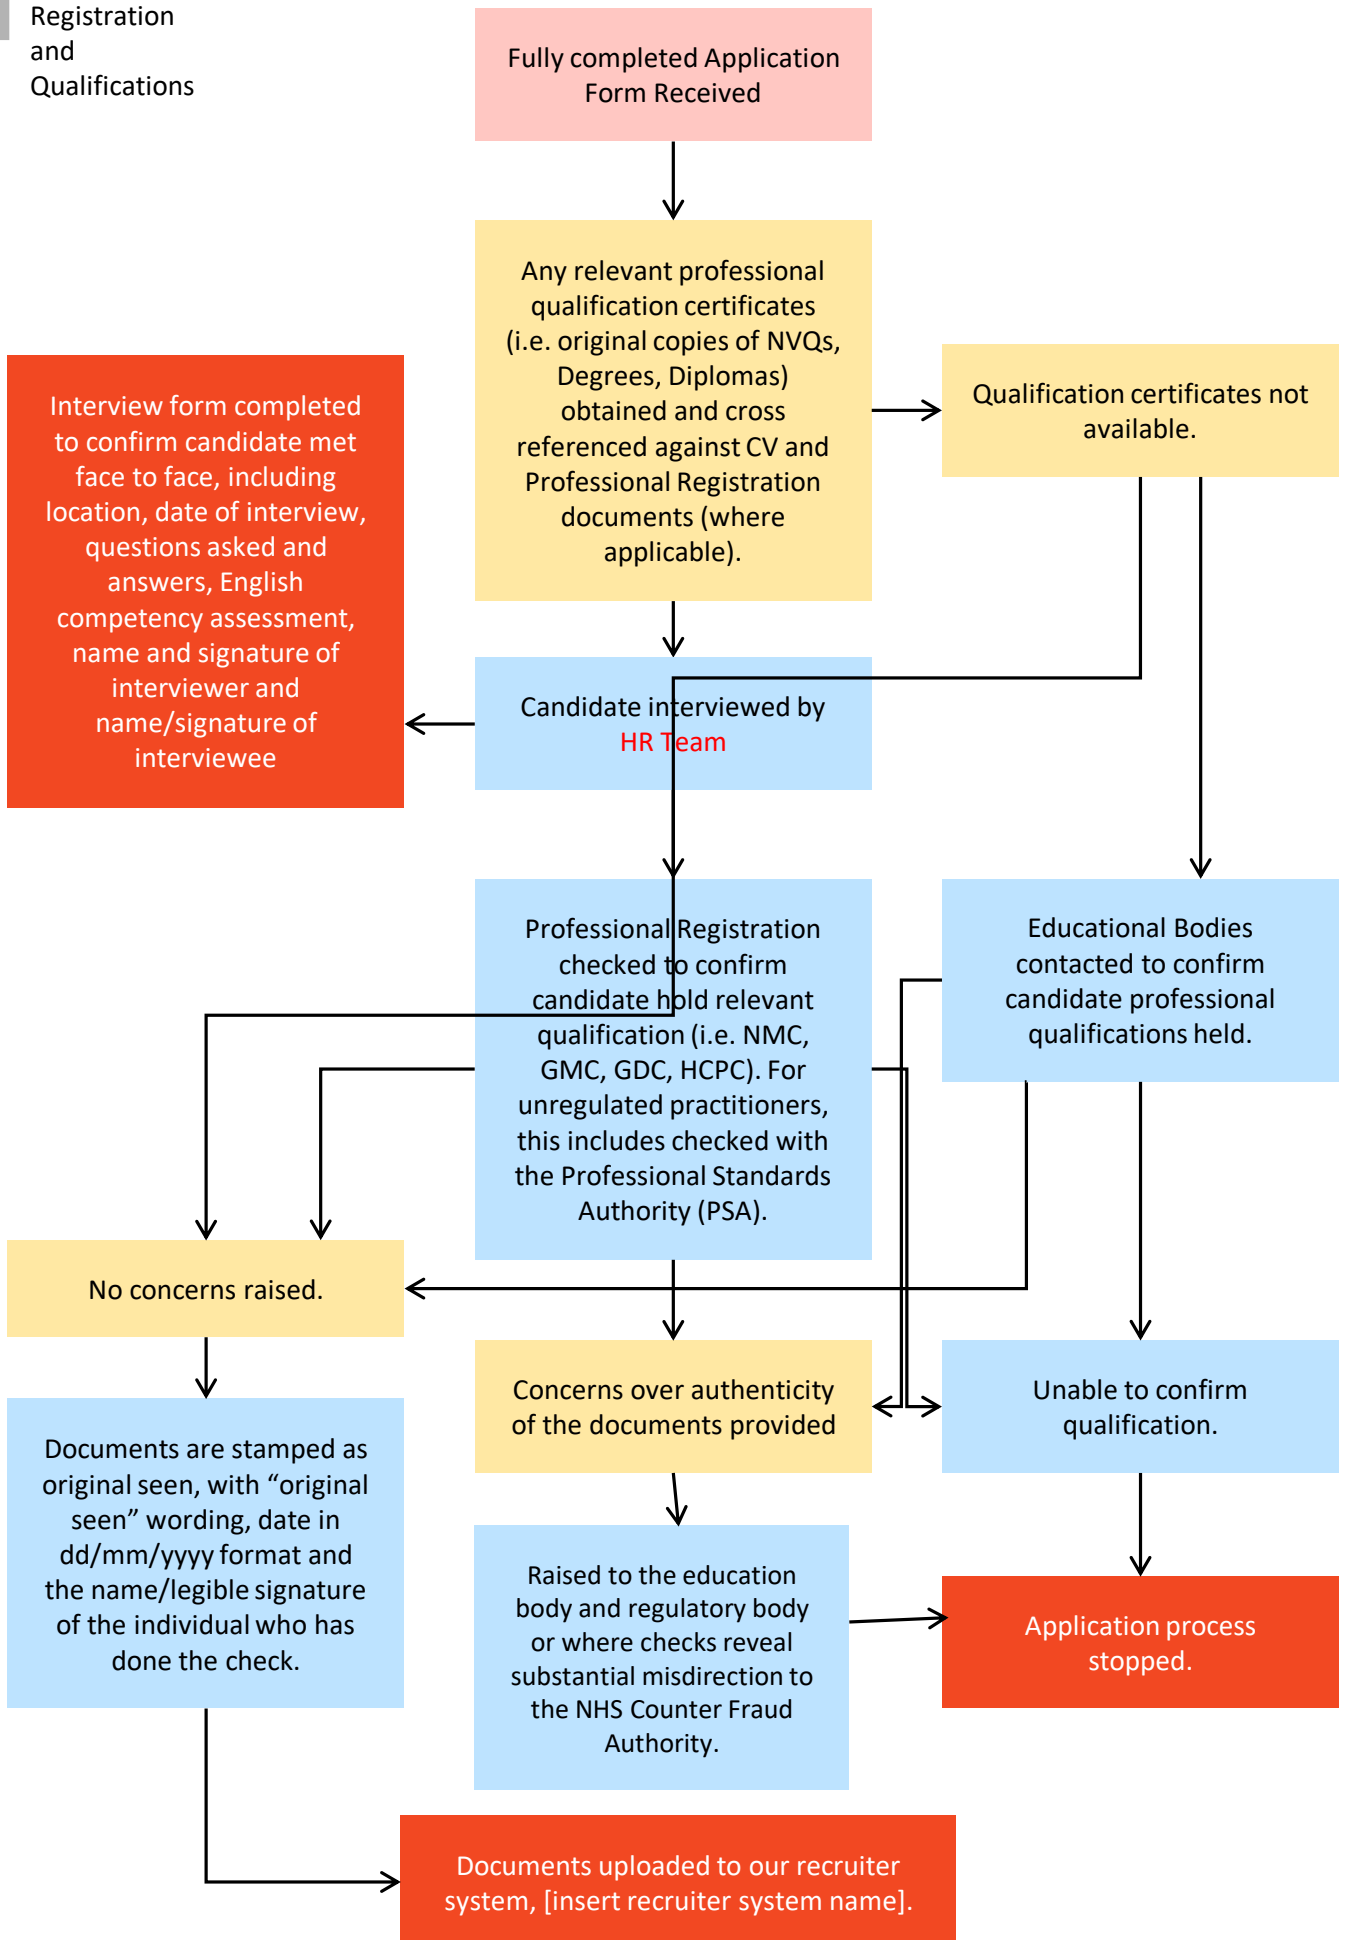 Registration
and
Qualifications
Fully completed Application
Form Received
Any relevant professional
qualification certificates
(i.e. original copies of NVQs,
Degrees, Diplomas)
obtained and cross
referenced against CV and
Professional Registration
documents (where
applicable).
Qualification certificates not
available.
Interview form completed
to confirm candidate met
face to face, including
location, date of interview,
questions asked and
answers, English
competency assessment,
name and signature of
interviewer and
name/signature of
interviewee
Candidate interviewed by
HR Team
Professional Registration
checked to confirm
candidate hold relevant
qualification (i.e. NMC,
GMC, GDC, HCPC). For
unregulated practitioners,
this includes checked with
the Professional Standards
Authority (PSA).
Educational Bodies
contacted to confirm
candidate professional
qualifications held.
No concerns raised.
Concerns over authenticity
of the documents provided
Unable to confirm
qualification.
Documents are stamped as
original seen, with “original
seen” wording, date in
dd/mm/yyyy format and
the name/legible signature
of the individual who has
done the check.
Raised to the education
body and regulatory body
or where checks reveal
substantial misdirection to
the NHS Counter Fraud
Authority.
Application process
stopped.
Documents uploaded to our recruiter
system, [insert recruiter system name].